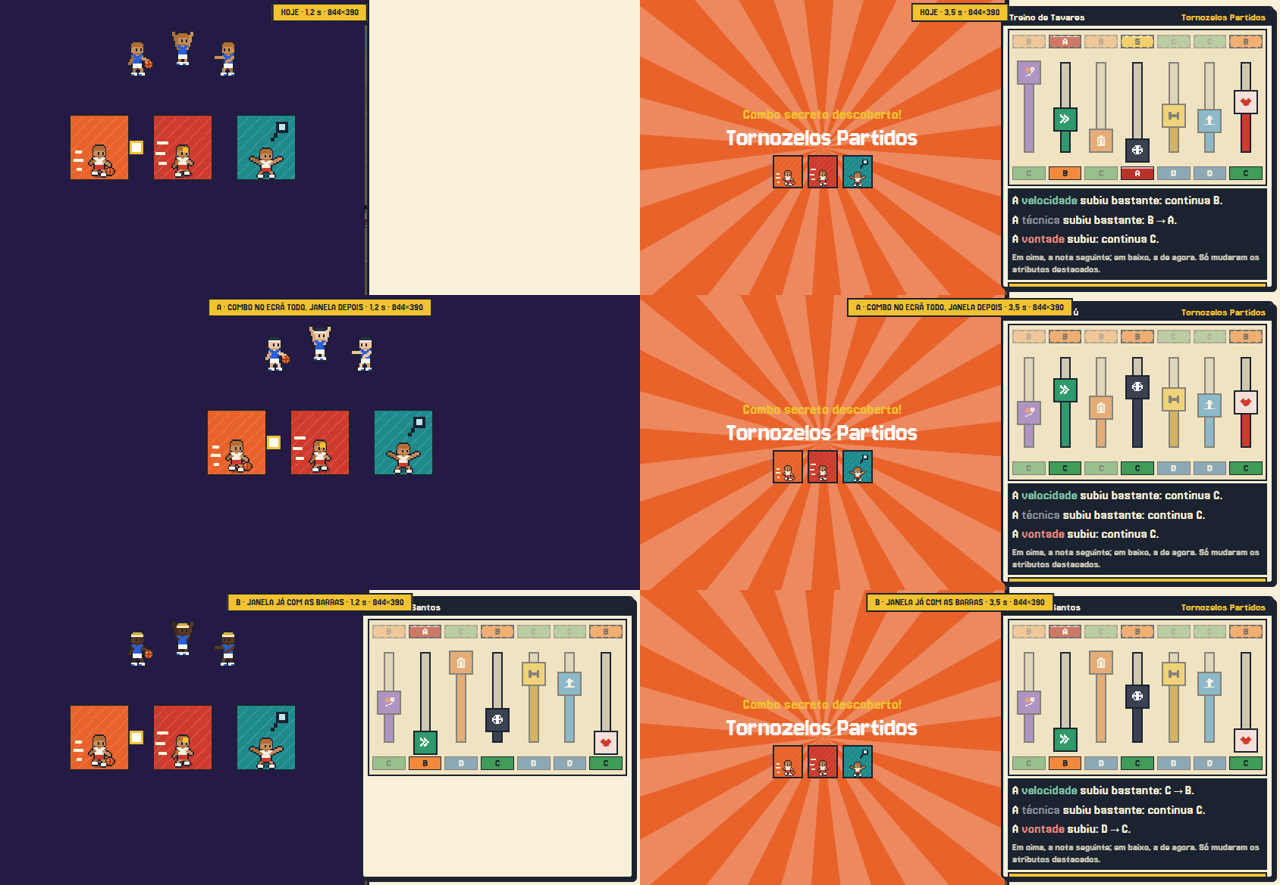 HOJE · 1,2 s · 844×390
HOJE · 3,5 s · 844×390
Treino de Tavares
Tornozelos Partidos
B A B S C C B
Combo secreto descoberto!
Tornozelos Partidos
C B C A D D C
A velocidade subiu bastante: continua B.
A técnica subiu bastante: B → A.
A vontade subiu: continua C.
Em cima, a nota seguinte; em baixo, a de agora. Só mudaram os
atributos destacados.
A · COMBO NO ECRÃ TODO, JANELA DEPOIS · 1,2 s · 844×390
A · COMBO NO ECRÃ TODO, JANELA DEPOIS · 3,5 s · 844×390
ú
Tornozelos Partidos
B B B B C C B
Combo secreto descoberto!
Tornozelos Partidos
C C C C D D C
A velocidade subiu bastante: continua C.
A técnica subiu bastante: continua C.
A vontade subiu: continua C.
Em cima, a nota seguinte; em baixo, a de agora. Só mudaram os
atributos destacados.
B · JANELA JÁ COM AS BARRAS · 1,2 s · 844×390
Santos
B A C B C C B
C B D C D D C
B · JANELA JÁ COM AS BARRAS · 3,5 s · 844×390
Santos
Tornozelos Partidos
B A C B C C B
Combo secreto descoberto!
Tornozelos Partidos
C B D C D D C
A velocidade subiu bastante: C → B.
A técnica subiu bastante: continua C.
A vontade subiu: D → C.
Em cima, a nota seguinte; em baixo, a de agora. Só mudaram os
atributos destacados.